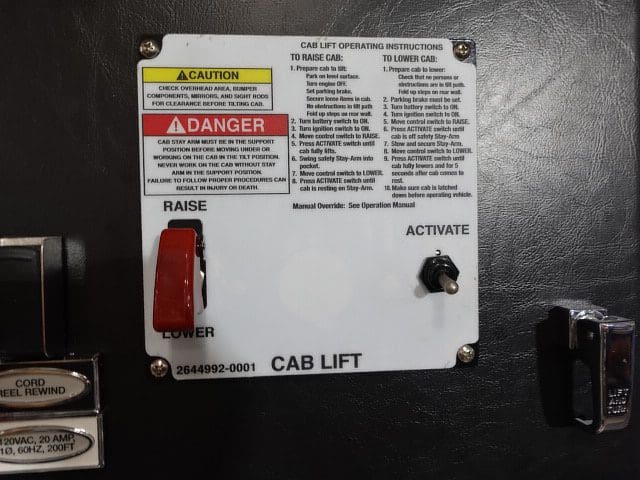 CAB LIFT OPERATING INSTRUCTIONS
CAUTION
CHECK OVERHEAD AREA, BUMPER
COMPONENTS, MIRRORS, AND SIGHT RODS
FOR CLEARANCE BEFORE TILTING CAB.
DANGER
CAB STAY ARM MUST BE IN THE SUPPORT
POSITION BEFORE MOVING UNDER OR
WORKING ON THE CAB IN THE TILT POSITION.
NEVER WORK ON THE CAB WITHOUT STAY
ARM IN THE SUPPORT POSITION.
FAILURE TO FOLLOW PROPER PROCEDURES CAN
RESULT IN INJURY OR DEATH.
TO RAISE CAB:
1. Prepare cab to tilt:
Park on level surface.
Turn engine OFF.
Set parking brake.
Secure loose items in cab.
No obstructions in tilt path
Fold up steps on rear wall.
2. Turn battery switch to ON.
3. Turn ignition switch to ON.
4. Move control switch to RAISE.
5. Press ACTIVATE switch until
cab fully lifts.
6. Swing safety Stay-Arm into
pocket.
7. Move control switch to LOWER.
8. Press ACTIVATE switch until
cab is resting on Stay-Arm.
TO LOWER CAB:
1. Prepare cab to lower:
Check that no persons or
obstructions are in tilt path.
Fold up steps on rear wall.
2. Parking brake must be set.
3. Turn battery switch to ON.
4. Turn ignition switch to ON.
5. Move control switch to RAISE.
6. Press ACTIVATE switch until
cab is off safety Stay-Arm
7. Stow and secure Stay-Arm.
8. Move control switch to LOWER.
9. Press ACTIVATE switch until
cab fully lowers and for 5
seconds after cab comes to
rest.
10. Make sure cab is latched
down before operating vehicle.
Manual Override: See Operation Manual
RAISE
LOWER
ACTIVATE
2644992-0001
CAB LIFT
CORD
REEL REWIND
120VAC, 20 AMP,
1Ø, 60HZ, 200FT
LIFT
AND
TURN